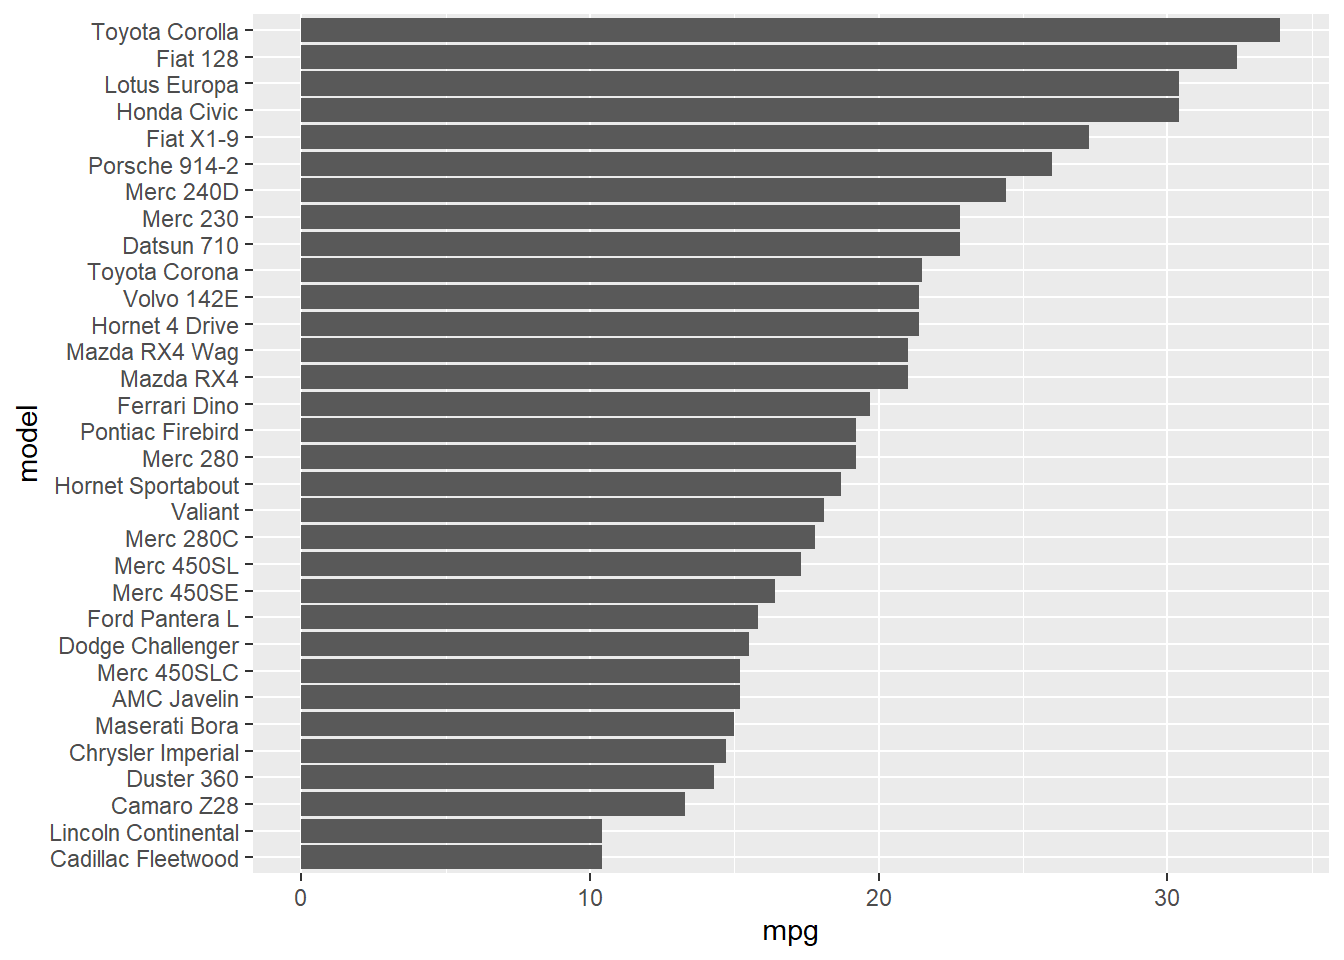 Toyota Corolla
Fiat 128
Lotus Europa
Honda Civic
Fiat X1-9
Porsche 914-2
Merc 240D
Merc 230
Datsun 710
Toyota Corona
Volvo 142E
Hornet 4 Drive
Mazda RX4 Wag
Mazda RX4
Ferrari Dino
Pontiac Firebird
Merc 280
Hornet Sportabout
Valiant
Merc 280C
Merc 450SL
Merc 450SE
Ford Pantera L
Dodge Challenger
Merc 450SLC
AMC Javelin
Maserati Bora
Chrysler Imperial
Duster 360
Camaro Z28
Lincoln Continental
Cadillac Fleetwood
model
0 10 20 30
mpg